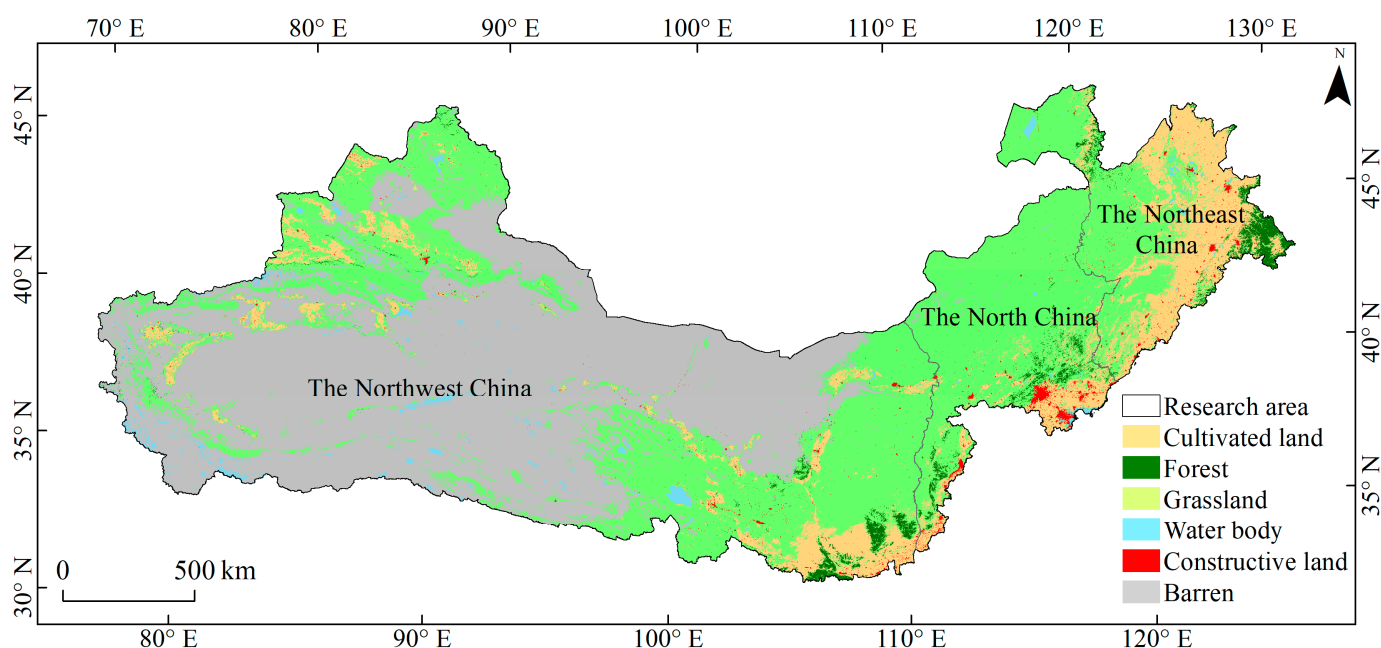 70° E 80° E 90° E 100° E 110° E 120° E 130° E
N
45° N
45° N
The Northeast
China
40° N
The North China
40° N
The Northwest China
Research area
35° N
Cultivated land
Forest
35° N
Grassland
Water body
Constructive land
0 500 km
Barren
30° N
80° E 90° E 100° E 110° E 120° E